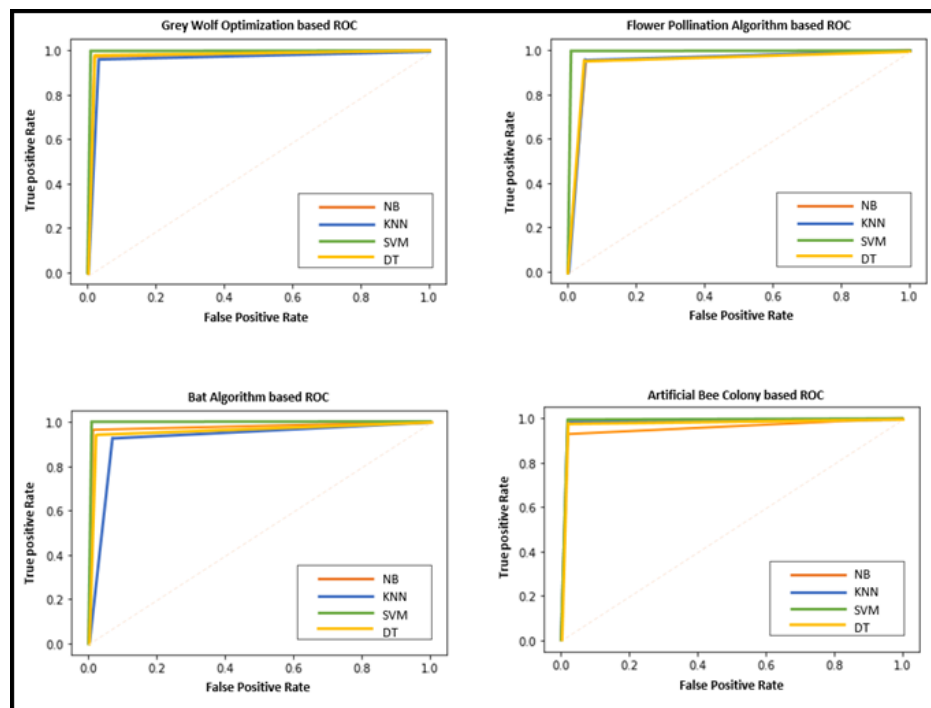 Grey Wolf Optimization based ROC
1.0
0.8
0.6
0.4
0.2
0.0
True positive Rate
NB
KNN
SVM
DT
0.0 0.2 0.4 0.6 0.8 1.0
False Positive Rate
Flower Pollination Algorithm based ROC
1.0
0.8
0.6
0.4
0.2
0.0
True positive Rate
NB
KNN
SVM
DT
0.0 0.2 0.4 0.6 0.8 1.0
False Positive Rate
Bat Algorithm based ROC
1.0
0.8
0.6
0.4
0.2
0.0
True positive Rate
NB
KNN
SVM
DT
0.0 0.2 0.4 0.6 0.8 1.0
False Positive Rate
Artificial Bee Colony based ROC
1.0
0.8
0.6
0.4
0.2
0.0
True positive Rate
NB
KNN
SVM
DT
0.0 0.2 0.4 0.6 0.8 1.0
False Positive Rate